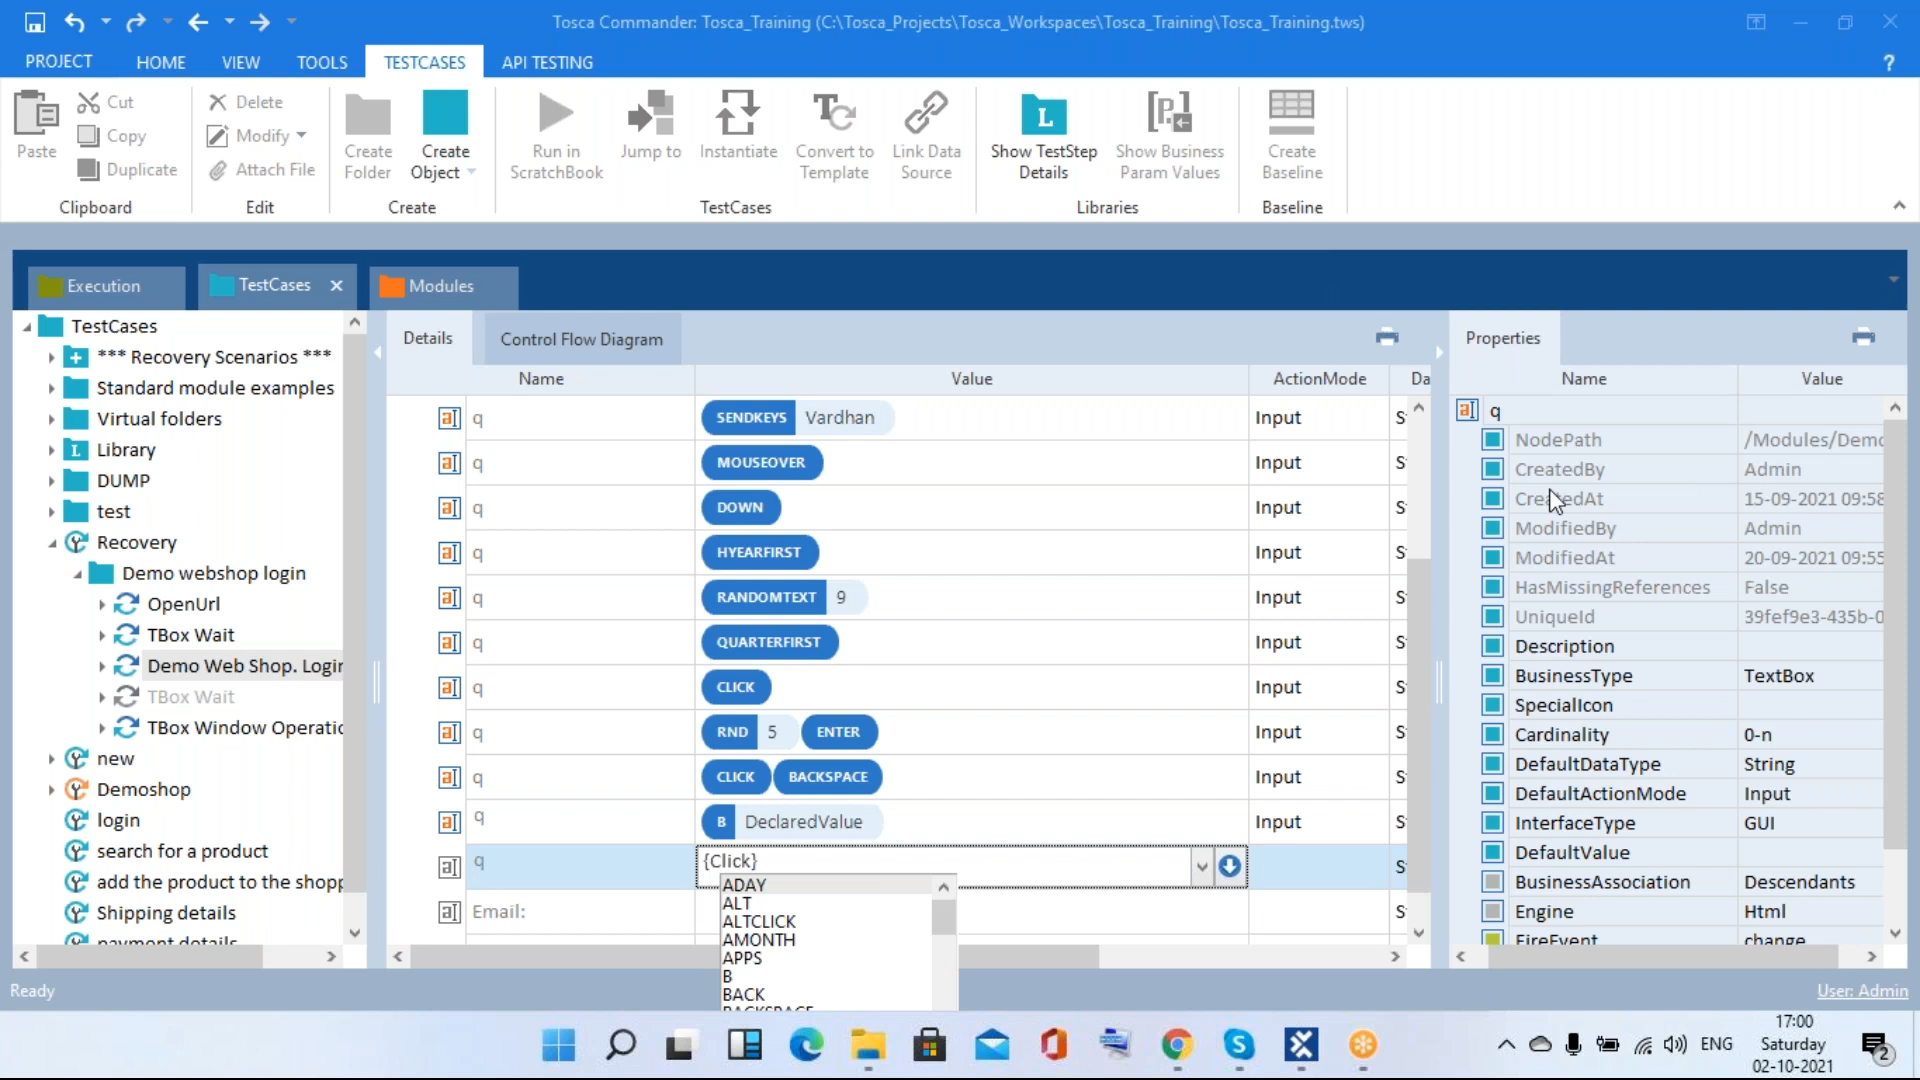 Tosca Commander: Tosca_Training (C:\Tosca_Projects\Tosca_Workspaces\Tosca_Training\Tosca_Training.tws)
PROJECT HOME VIEW TOOLS TESTCASES API TESTING ?
Paste
Cut
Copy
Duplicate
Clipboard
Delete
Modify
Attach File
Edit
Create Folder
Create Object
Create
Run in ScratchBook
Jump to
Instantiate
Convert to Template
Link Data Source
TestCases
Show TestStep Details
Show Business Param Values
Libraries
Create Baseline
Baseline
Execution TestCases Modules
TestCases
*** Recovery Scenarios ***
Standard module examples
Virtual folders
Library
DUMP
test
Recovery
Demo webshop login
OpenUrl
TBox Wait
Demo Web Shop. Login
TBox Wait
TBox Window Operatio
new
Demoshop
login
search for a product
add the product to the shopp
Shipping details
payment details
Details Control Flow Diagram
Name Value ActionMode Da
q SENDKEYS Vardhan Input S
q MOUSEOVER Input S
q DOWN Input S
q HYEARFIRST Input S
q RANDOMTEXT 9 Input S
q QUARTERFIRST Input S
q CLICK Input S
q RND 5 ENTER Input S
q CLICK BACKSPACE Input S
q B DeclaredValue Input S
q {Click} S
Email: S
ADAY
ALT
ALTCLICK
AMONTH
APPS
B
BACK
BACKSPACE
Properties
Name Value
q
NodePath /Modules/Demo
CreatedBy Admin
CreatedAt 15-09-2021 09:58
ModifiedBy Admin
ModifiedAt 20-09-2021 09:55
HasMissingReferences False
UniqueId 39fef9e3-435b-0
Description
BusinessType TextBox
SpecialIcon
Cardinality 0-n
DefaultDataType String
DefaultActionMode Input
InterfaceType GUI
DefaultValue
BusinessAssociation Descendants
Engine Html
FireEvent change
Ready User: Admin
ENG
17:00
Saturday
02-10-2021
2